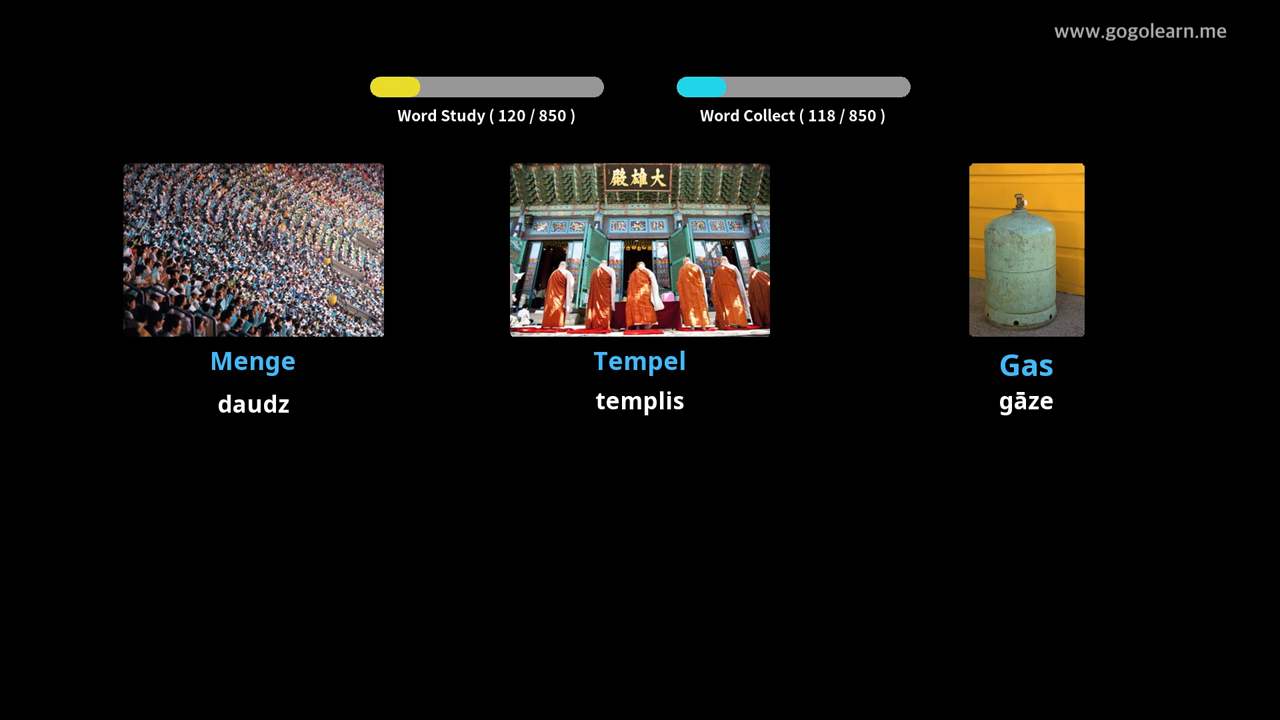 www.gogolearn.me
Word Study ( 120 / 850 )
Word Collect ( 118 / 850 )
殿雄大
Menge
Tempel
Gas
daudz
templis
gāze